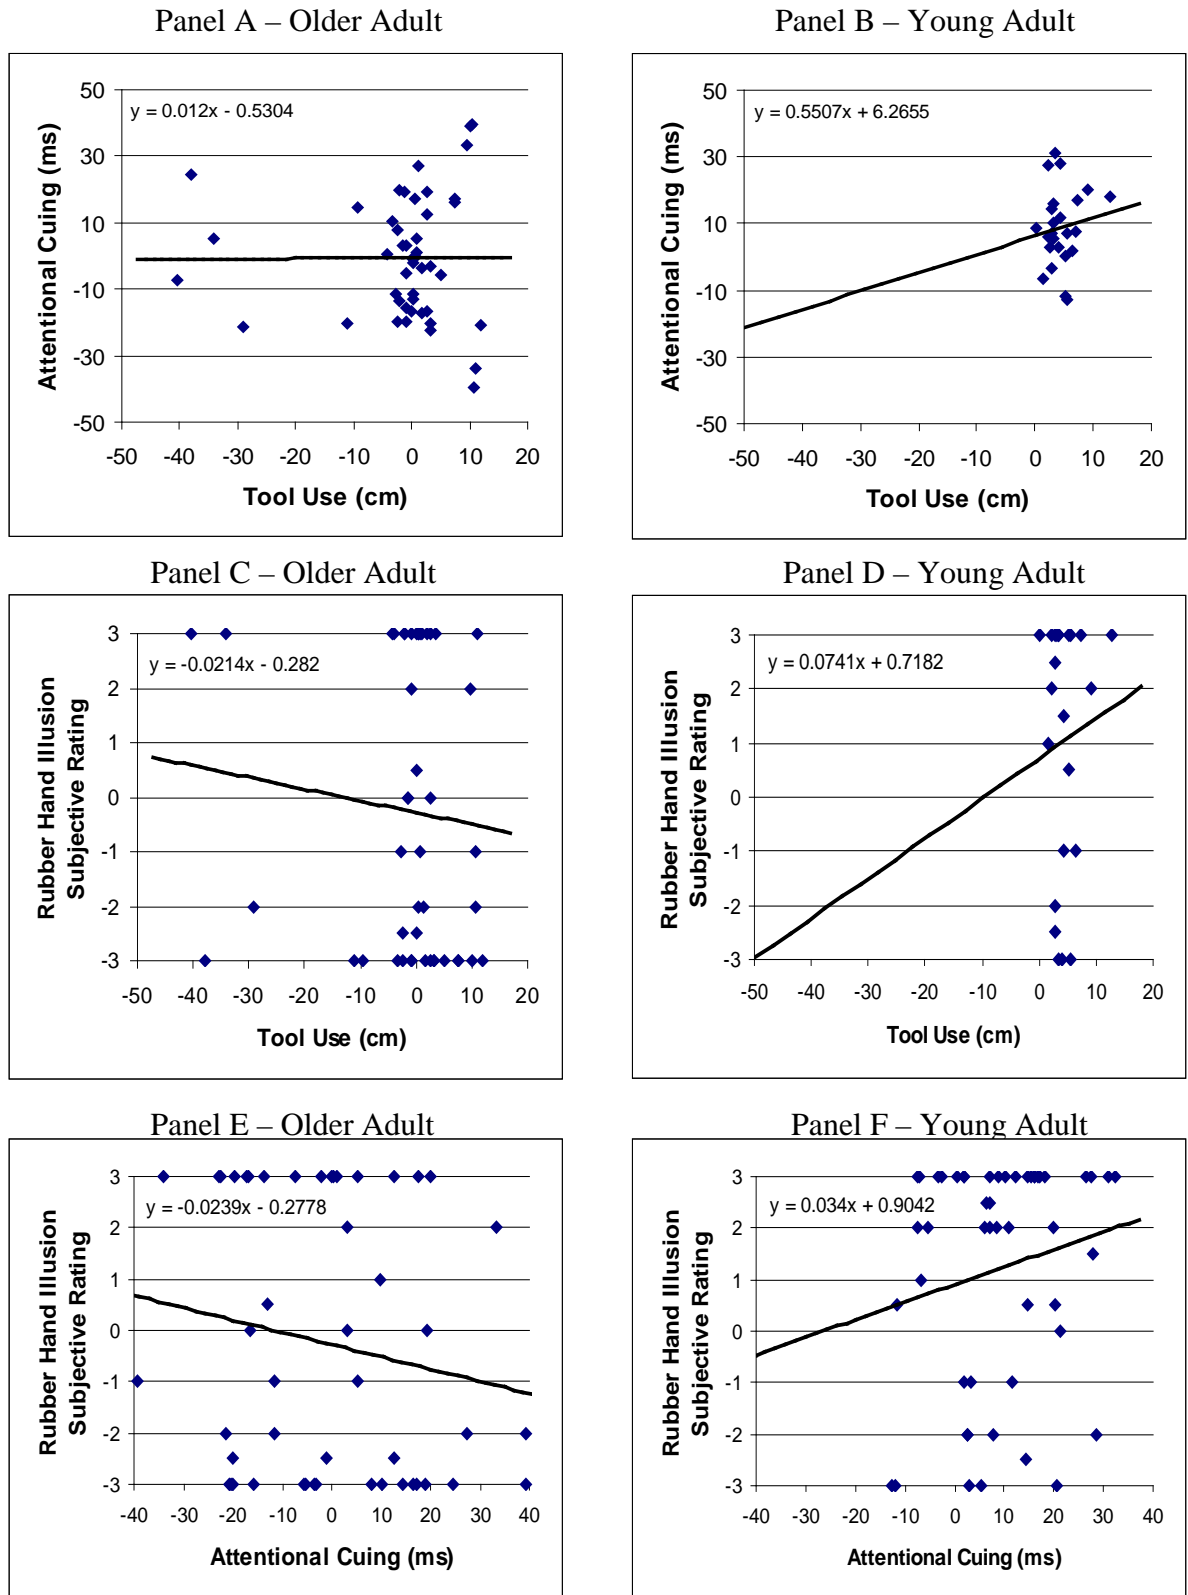 Panel A – Older Adult
50
30
10
-10
-30
-50
y = 0.012x - 0.5304
-50 -40 -30 -20 -10 0 10 20
Tool Use (cm)
Attentional Cuing (ms)
Panel B – Young Adult
50
30
10
-10
-30
-50
y = 0.5507x + 6.2655
-50 -40 -30 -20 -10 0 10 20
Tool Use (cm)
Attentional Cuing (ms)
Panel C – Older Adult
3
2
1
0
-1
-2
-3
y = -0.0214x - 0.282
-50 -40 -30 -20 -10 0 10 20
Tool Use (cm)
Rubber Hand Illusion
Subjective Rating
Panel D – Young Adult
3
2
1
0
-1
-2
-3
y = 0.0741x + 0.7182
-50 -40 -30 -20 -10 0 10 20
Tool Use (cm)
Rubber Hand Illusion
Subjective Rating
Panel E – Older Adult
3
2
1
0
-1
-2
-3
y = -0.0239x - 0.2778
-40 -30 -20 -10 0 10 20 30 40
Attentional Cuing (ms)
Rubber Hand Illusion
Subjective Rating
Panel F – Young Adult
3
2
1
0
-1
-2
-3
y = 0.034x + 0.9042
-40 -30 -20 -10 0 10 20 30 40
Attentional Cuing (ms)
Rubber Hand Illusion
Subjective Rating